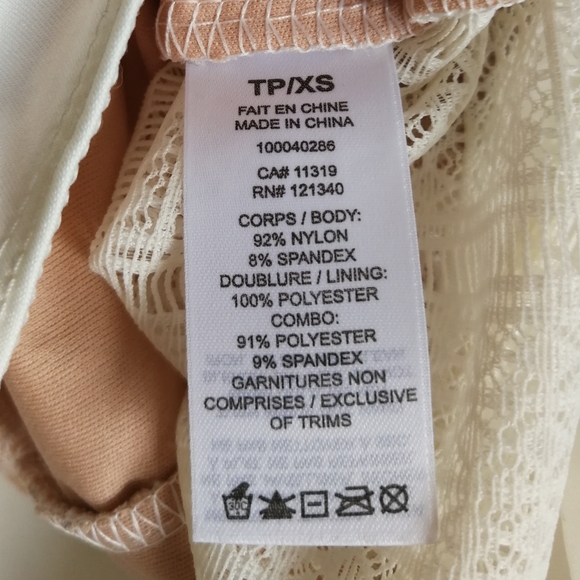 TP/XS
FAIT EN CHINE
MADE IN CHINA
100040286
CA# 11319
RN# 121340
CORPS / BODY:
92% NYLON
8% SPANDEX
DOUBLURE / LINING:
100% POLYESTER
COMBO:
91% POLYESTER
9% SPANDEX
GARNITURES NON
COMPRISES / EXCLUSIVE
OF TRIMS
30C